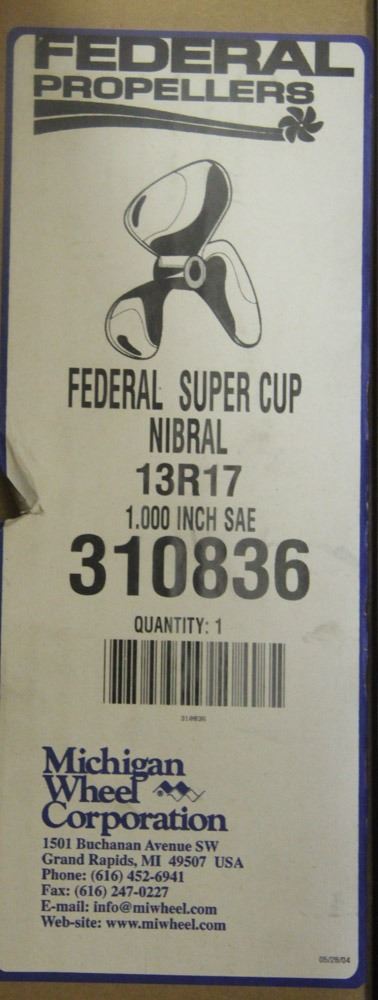 FEDERAL
PROPELLERS
FEDERAL SUPER CUP
NIBRAL
13R17
1.000 INCH SAE
310836
QUANTITY: 1
310836
Michigan
Wheel
Corporation
1501 Buchanan Avenue SW
Grand Rapids, MI 49507 USA
Phone: (616) 452-6941
Fax: (616) 247-0227
E-mail: info@miwheel.com
Web-site: www.miwheel.com
05/28/04